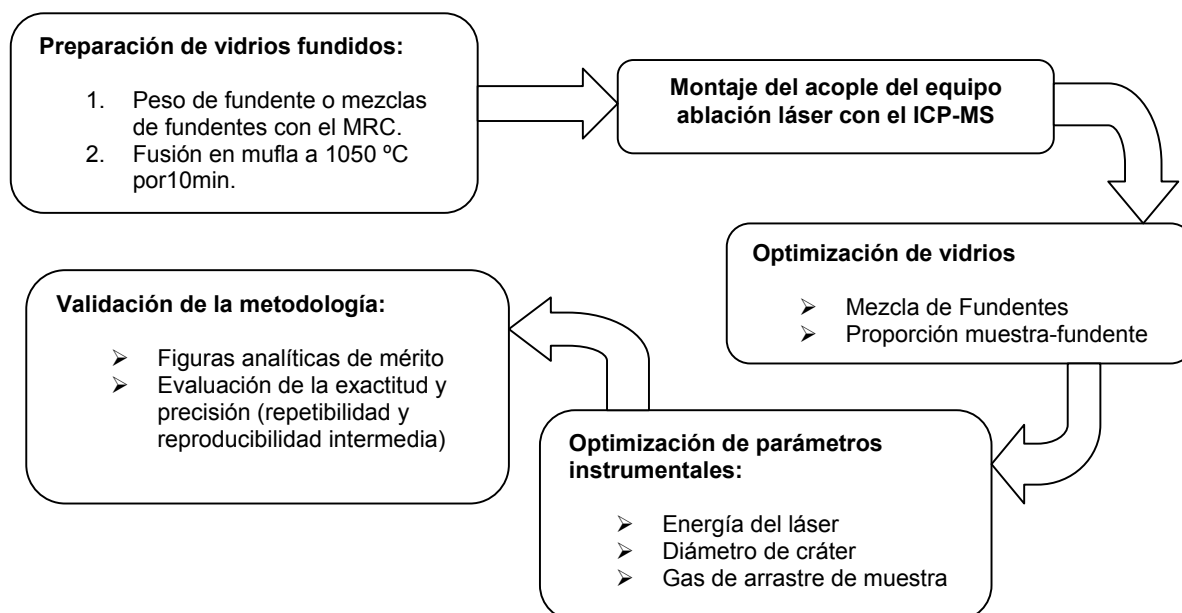 Preparación de vidrios fundidos:
1. Peso de fundente o mezclas
de fundentes con el MRC.
2. Fusión en mufla a 1050 ºC
por10min.
Montaje del acople del equipo
ablación láser con el ICP-MS
Optimización de vidrios
➢ Mezcla de Fundentes
➢ Proporción muestra-fundente
Optimización de parámetros
instrumentales:
➢ Energía del láser
➢ Diámetro de cráter
➢ Gas de arrastre de muestra
Validación de la metodología:
➢ Figuras analíticas de mérito
➢ Evaluación de la exactitud y
precisión (repetibilidad y
reproducibilidad intermedia)